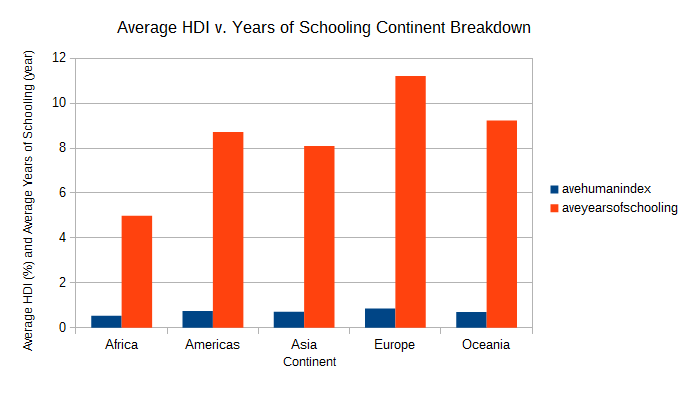 Average HDI v. Years of Schooling Continent Breakdown
Average HDI (%) and Average Years of Schooling (year)
12
10
8
6
4
2
0
Africa
Americas
Asia
Europe
Oceania
Continent
avehumanindex
aveyearsofschooling